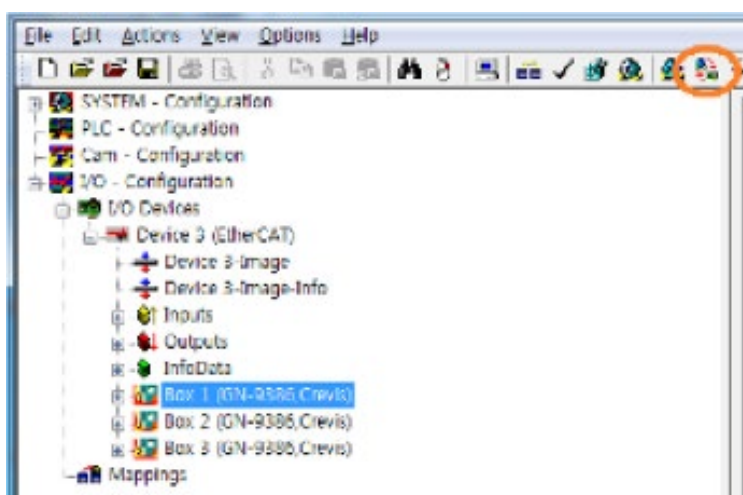 File Edit Actions View Options Help
SYSTEM - Configuration
PLC - Configuration
Cam - Configuration
I/O - Configuration
I/O Devices
Device 3 (EtherCAT)
Device 3-Image
Device 3-Image-Info
Inputs
Outputs
InfoData
Box 1 (GN-9386,Crevis)
Box 2 (GN-9386,Crevis)
Box 3 (GN-9386,Crevis)
Mappings